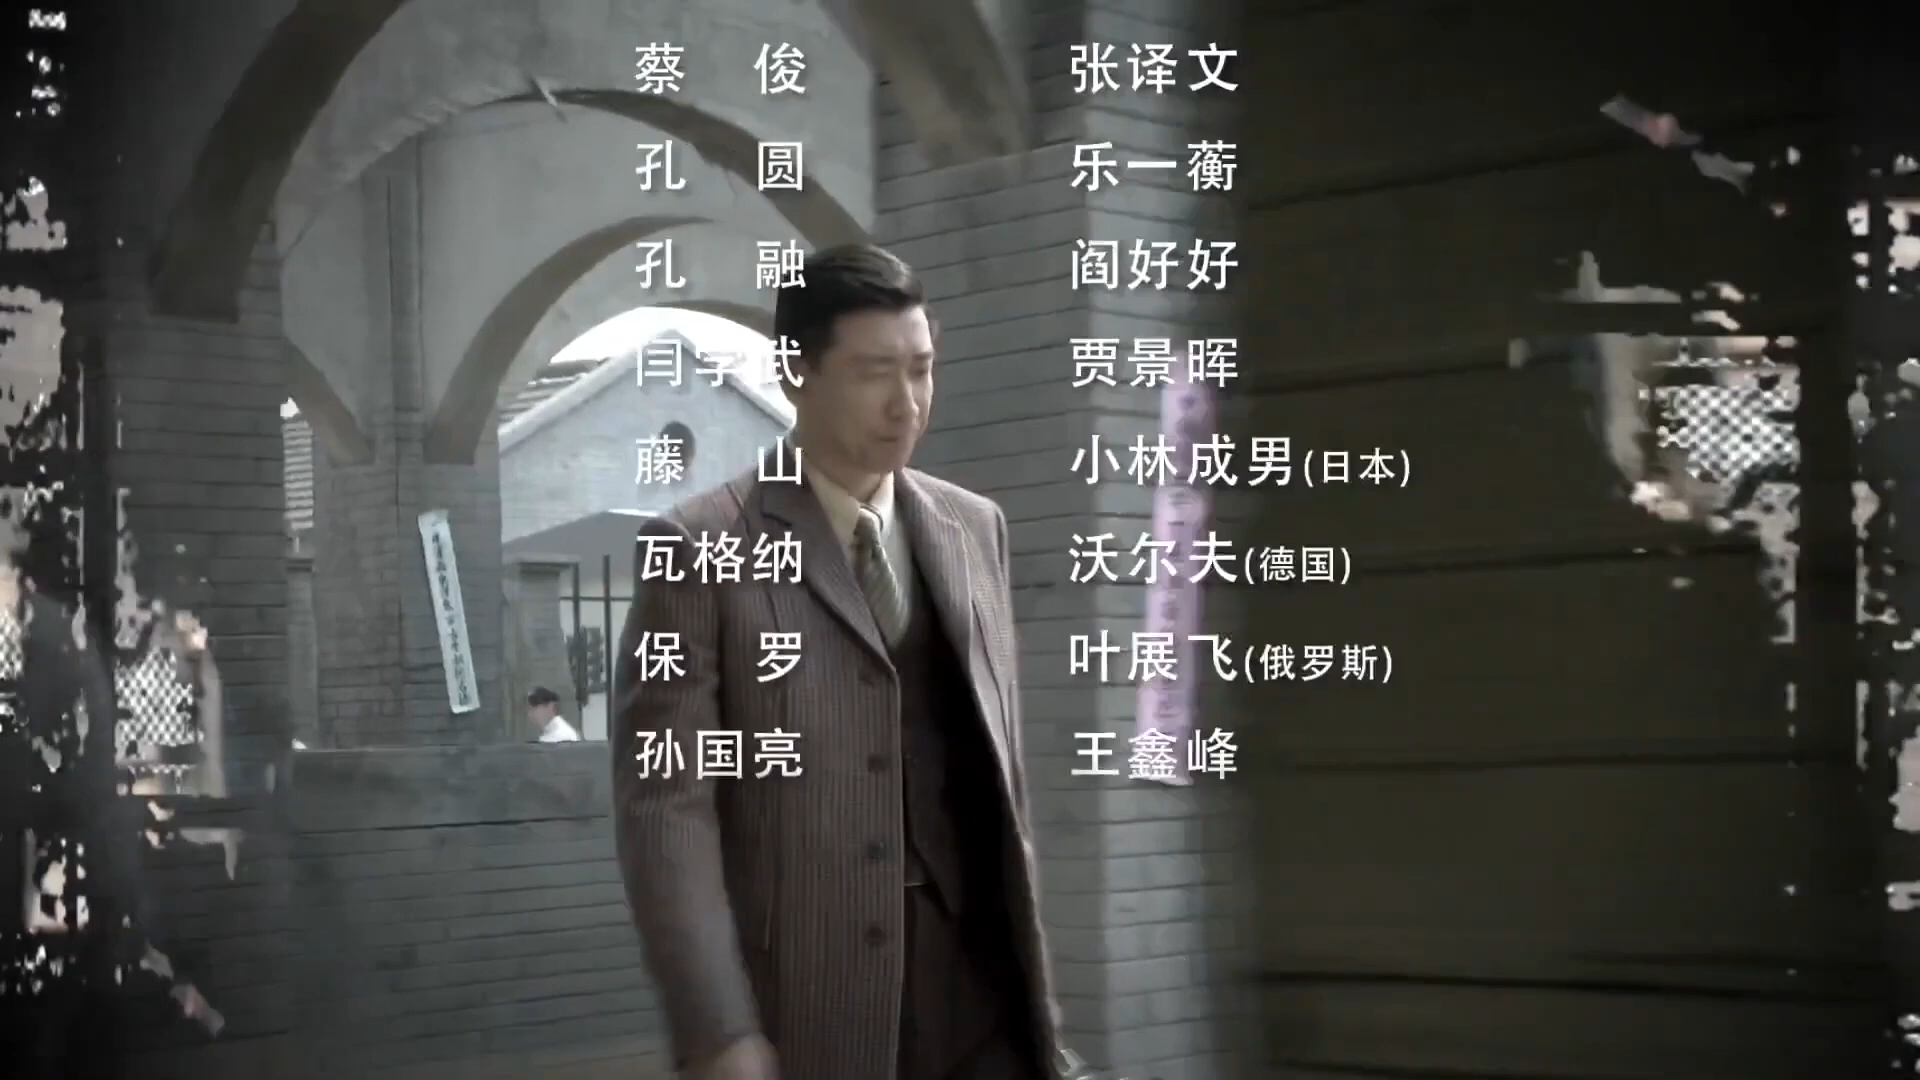 蔡俊 张译文
孔圆 乐一蘅
孔融 阎好好
闫学武 贾景晖
藤山 小林成男(日本)
瓦格纳 沃尔夫(德国)
保罗 叶展飞(俄罗斯)
孙国亮 王鑫峰